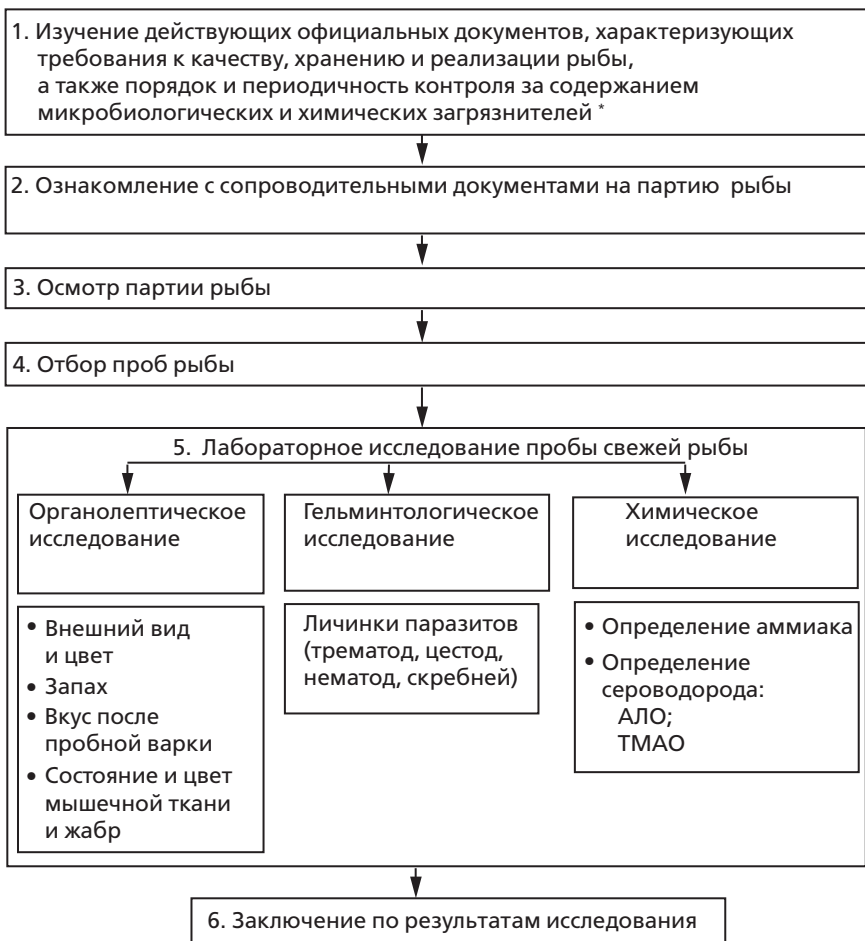 1. Изучение действующих официальных документов, характеризующих
требования к качеству, хранению и реализации рыбы,
а также порядок и периодичность контроля за содержанием
микробиологических и химических загрязнителей *
2. Ознакомление с сопроводительными документами на партию рыбы
3. Осмотр партии рыбы
4. Отбор проб рыбы
5. Лабораторное исследование пробы свежей рыбы
Органолептическое
исследование
• Внешний вид
и цвет
• Запах
• Вкус после
пробной варки
• Состояние и цвет
мышечной ткани
и жабр
Гельминтологическое
исследование
Личинки паразитов
(трематод, цестод,
нематод, скребней)
Химическое
исследование
• Определение аммиака
• Определение
сероводорода:
АЛО;
ТМАО
6. Заключение по результатам исследования